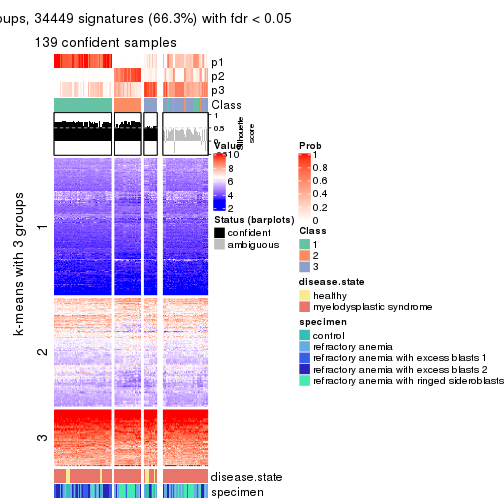 oups, 34449 signatures (66.3%) with fdr < 0.05
139 confident samples
p1
p2
p3
Class
1
0.5
0
Silhouette
score
k-means with 3 groups
1
2
3
disease.state
specimen
Value
10
8
6
4
2
Status (barplots)
confident
ambiguous
Prob
1
0.8
0.6
0.4
0.2
0
Class
1
2
3
disease.state
healthy
myelodysplastic syndrome
specimen
control
refractory anemia
refractory anemia with excess blasts 1
refractory anemia with excess blasts 2
refractory anemia with ringed sideroblasts